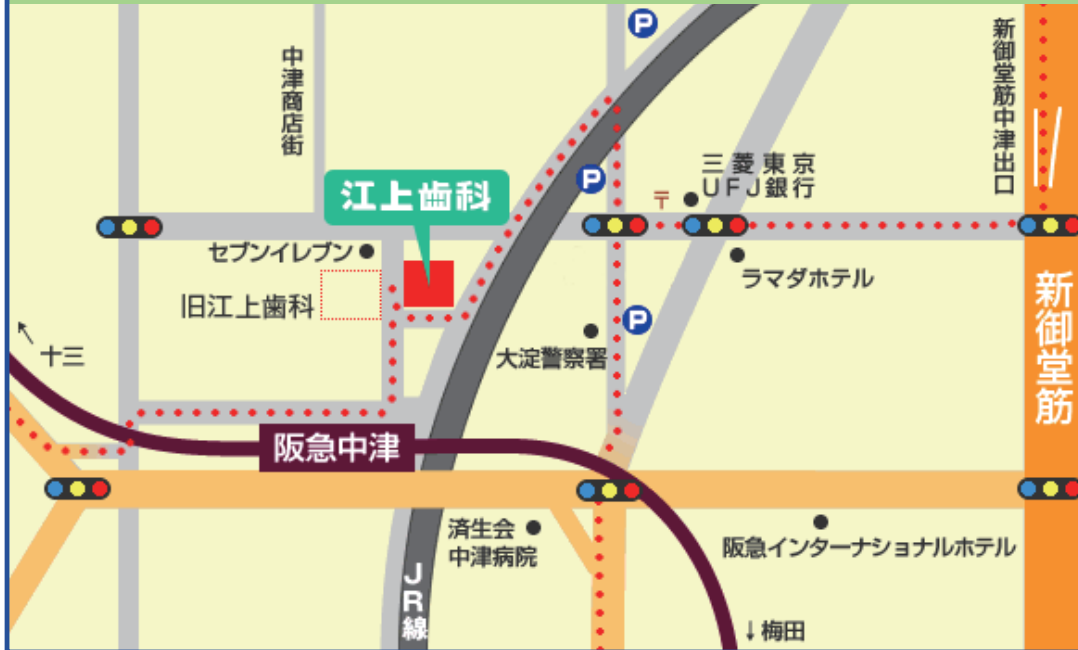 P
中津商店街
新御堂筋中津出口
三菱東京
UFJ銀行
P
〒
江上歯科
セブンイレブン
ラマダホテル
旧江上歯科
新御堂筋
P
大淀警察署
十三
阪急中津
済生会
中津病院
阪急インターナショナルホテル
JR線
↓梅田